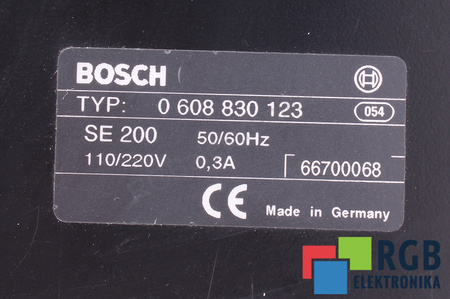 BOSCH
TYP: 0 608 830 123 054
SE 200 50/60Hz
110/220V 0,3A 66700068
CE Made in Germany
RGB
ELEKTRONIKA